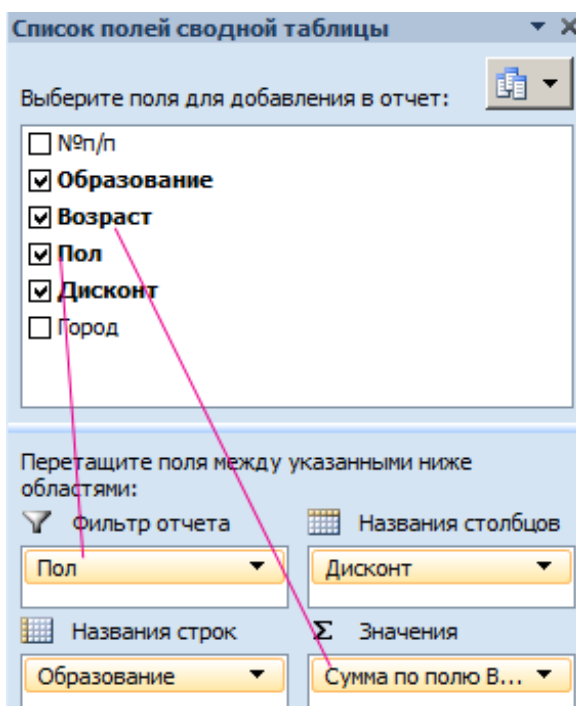 Список полей сводной таблицы
Выберите поля для добавления в отчет:
№п/п
Образование
Возраст
Пол
Дисконт
Город
Перетащите поля между указанными ниже
областями:
Фильтр отчета
Названия столбцов
Пол
Дисконт
Названия строк
Σ Значения
Образование
Сумма по полю В...